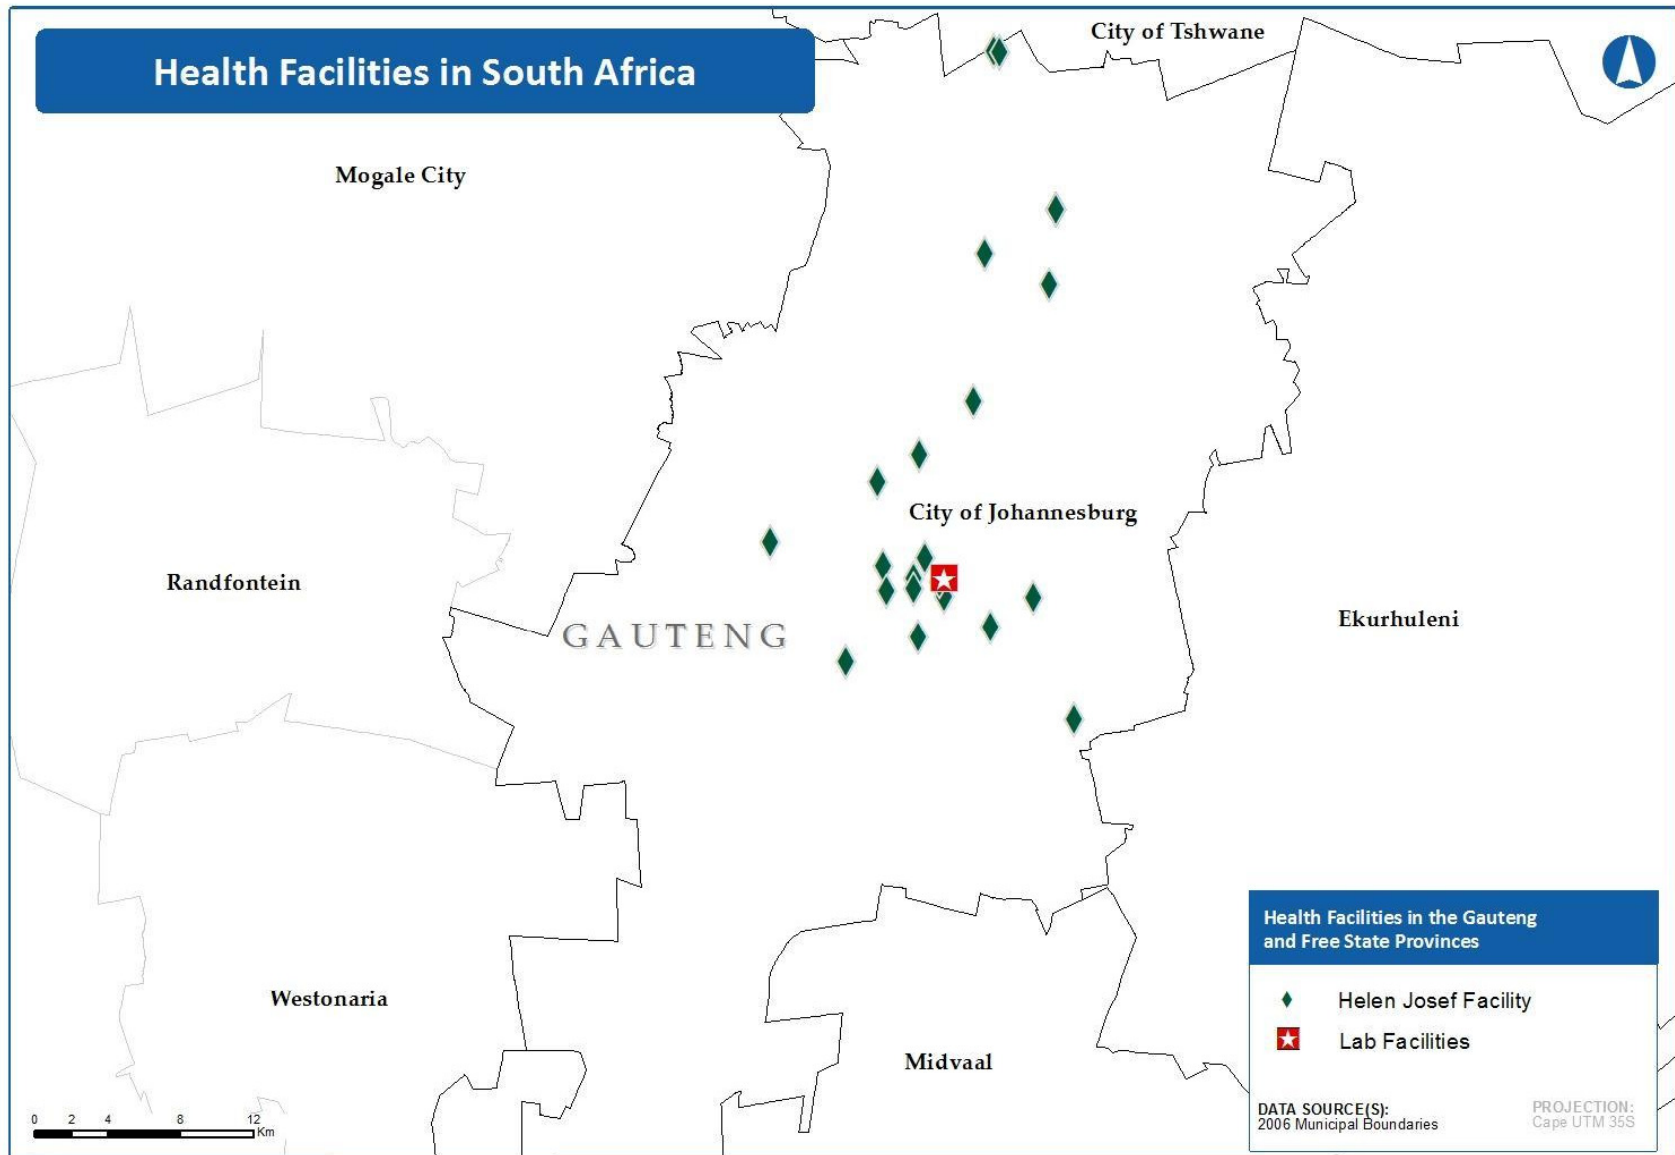 Health Facilities in South Africa
City of Tshwane
Mogale City
City of Johannesburg
Randfontein
GAUTENG
Ekurhuleni
Westonaria
Midvaal
Health Facilities in the Gauteng
and Free State Provinces
Helen Josef Facility
Lab Facilities
DATA SOURCE(S):
2006 Municipal Boundaries
PROJECTION:
Cape UTM 35S
0 2 4 8 12
Km